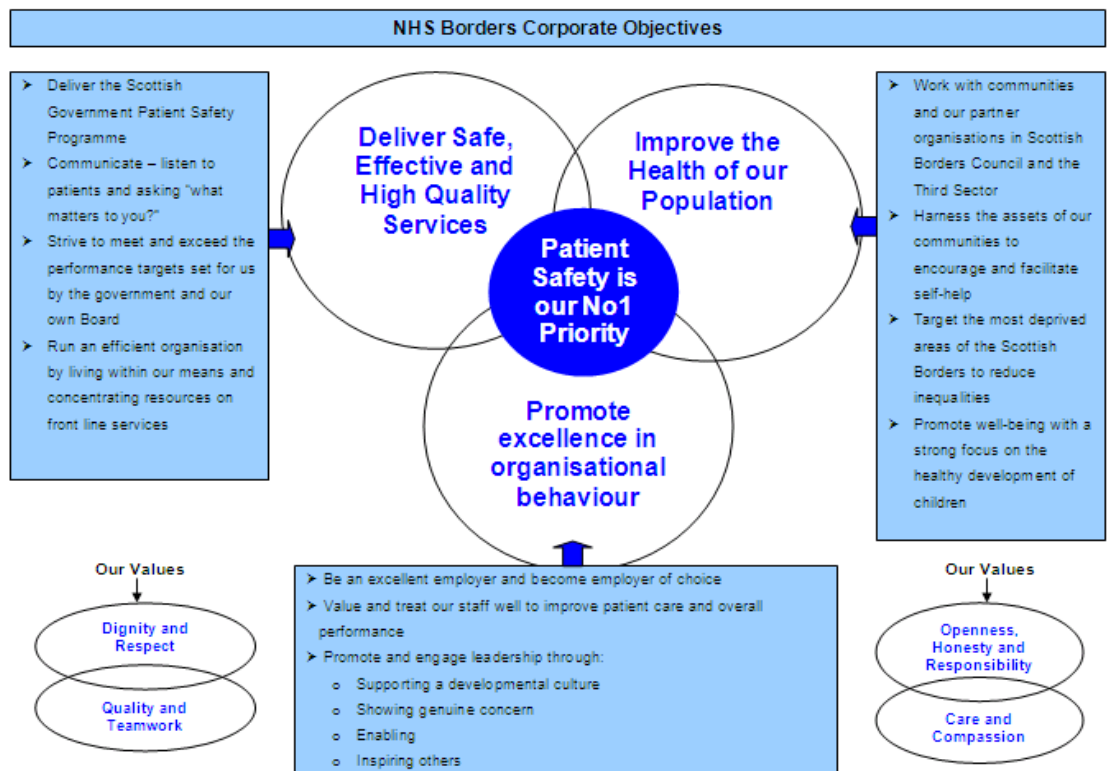 NHS Borders Corporate Objectives
➢ Deliver the Scottish
Government Patient Safety
Programme
➢ Communicate – listen to
patients and asking "what
matters to you?"
➢ Strive to meet and exceed the
performance targets set for us
by the government and our
own Board
➢ Run an efficient organisation
by living within our means and
concentrating resources on
front line services
Deliver Safe,
Effective and
High Quality
Services
Improve the
Health of our
Population
Patient
Safety is
our No1
Priority
Promote
excellence in
organisational
behaviour
➢ Work with communities
and our partner
organisations in Scottish
Borders Council and the
Third Sector
➢ Harness the assets of our
communities to
encourage and facilitate
self-help
➢ Target the most deprived
areas of the Scottish
Borders to reduce
inequalities
➢ Promote well-being with a
strong focus on the
healthy development of
children
Our Values
Dignity and
Respect
Quality and
Teamwork
➢ Be an excellent employer and become employer of choice
➢ Value and treat our staff well to improve patient care and overall
performance
➢ Promote and engage leadership through:
o Supporting a developmental culture
o Showing genuine concern
o Enabling
o Inspiring others
Our Values
Openness,
Honesty and
Responsibility
Care and
Compassion